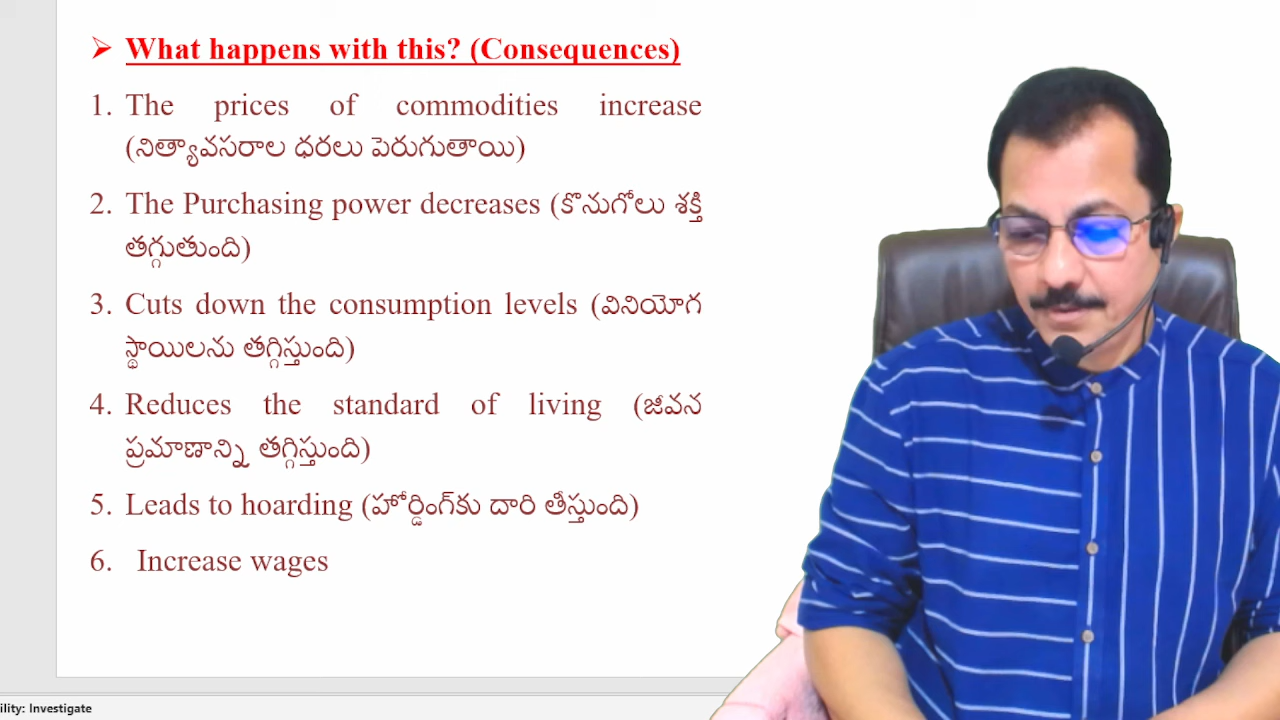 ➢ What happens with this? (Consequences)
1. The prices of commodities increase
(నిత్యావసరాల ధరలు పెరుగుతాయి)
2. The Purchasing power decreases (కొనుగోలు శక్తి
తగ్గుతుంది)
3. Cuts down the consumption levels (వినియోగ
స్థాయిలను తగ్గిస్తుంది)
4. Reduces the standard of living (జీవన
ప్రమాణాన్ని తగ్గిస్తుంది)
5. Leads to hoarding (హోర్డింగ్‌కు దారి తీస్తుంది)
6. Increase wages
ility: Investigate